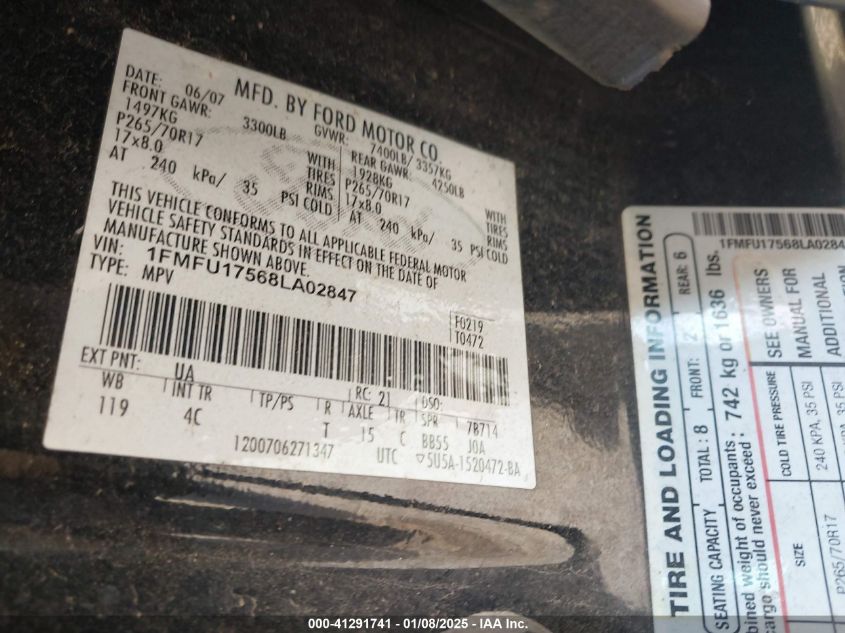 MFD. BY FORD MOTOR CO.
DATE: 06/07 GVWR: 7400LB/ 3357KG
FRONT GAWR: 3300LB REAR GAWR: 4250LB
1497KG WITH 1928KG WITH
P265/70R17 TIRES P265/70R17 TIRES
17x8.0 RIMS 17x8.0 RIMS
AT 240 kPa/ 35 PSI COLD AT 240 kPa/ 35 PSI COLD
THIS VEHICLE CONFORMS TO ALL APPLICABLE FEDERAL MOTOR
VEHICLE SAFETY STANDARDS IN EFFECT ON THE DATE OF
MANUFACTURE SHOWN ABOVE.
VIN: 1FMFU17568LA02847
TYPE: MPV
F0219
T0472
EXT PNT: UA RC: 21 DSO:
WB INT TR TP/PS R AXLE TR SPR 7B714
119 4C T 15 C BB55 JOA
1200706271347 UTC ▽5U5A-1520472-BA
1FMFU17568LA0284
TIRE AND LOADING INFORMATION
SEATING CAPACITY TOTAL: 8 FRONT: 2 REAR: 6
bined weight of occupants : 742 kg or 1636 lbs.
cargo should never exceed :
SIZE COLD TIRE PRESSURE SEE OWNERS
MANUAL FOR
P265/70R17 240 KPA, 35 PSI ADDITIONAL
35 PSI
000-41291741 - 01/08/2025 - IAA Inc.